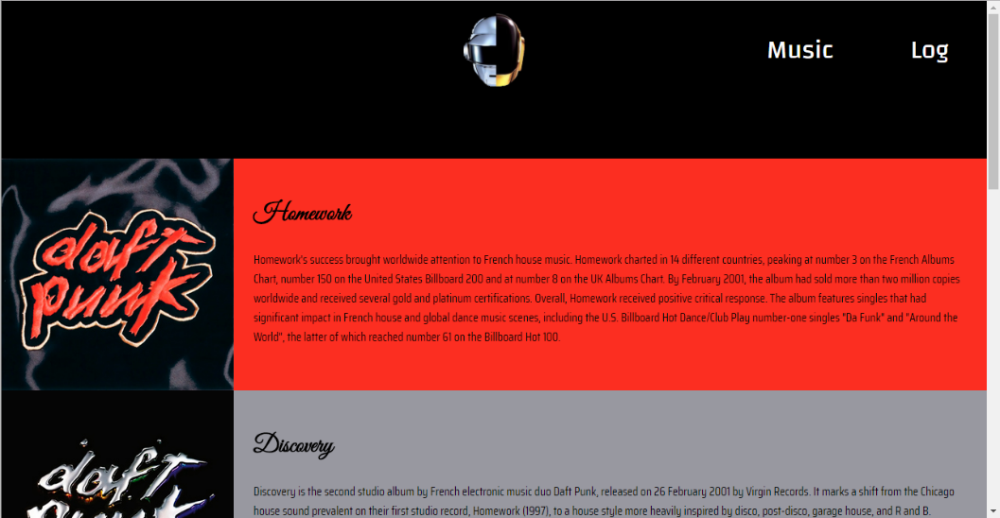 Music Log
daft
punk
Homework
Homework's success brought worldwide attention to French house music. Homework charted in 14 different countries, peaking at number 3 on the French Albums
Chart, number 150 on the United States Billboard 200 and at number 8 on the UK Albums Chart. By February 2001, the album had sold more than two million copies
worldwide and received several gold and platinum certifications. Overall, Homework received positive critical response. The album features singles that had
significant impact in French house and global dance music scenes, including the U.S. Billboard Hot Dance/Club Play number-one singles "Da Funk" and "Around the
World", the latter of which reached number 61 on the Billboard Hot 100.
daft
punk
Discovery
Discovery is the second studio album by French electronic music duo Daft Punk, released on 26 February 2001 by Virgin Records. It marks a shift from the Chicago
house sound prevalent on their first studio record, Homework (1997), to a house style more heavily inspired by disco, post-disco, garage house, and R and B.